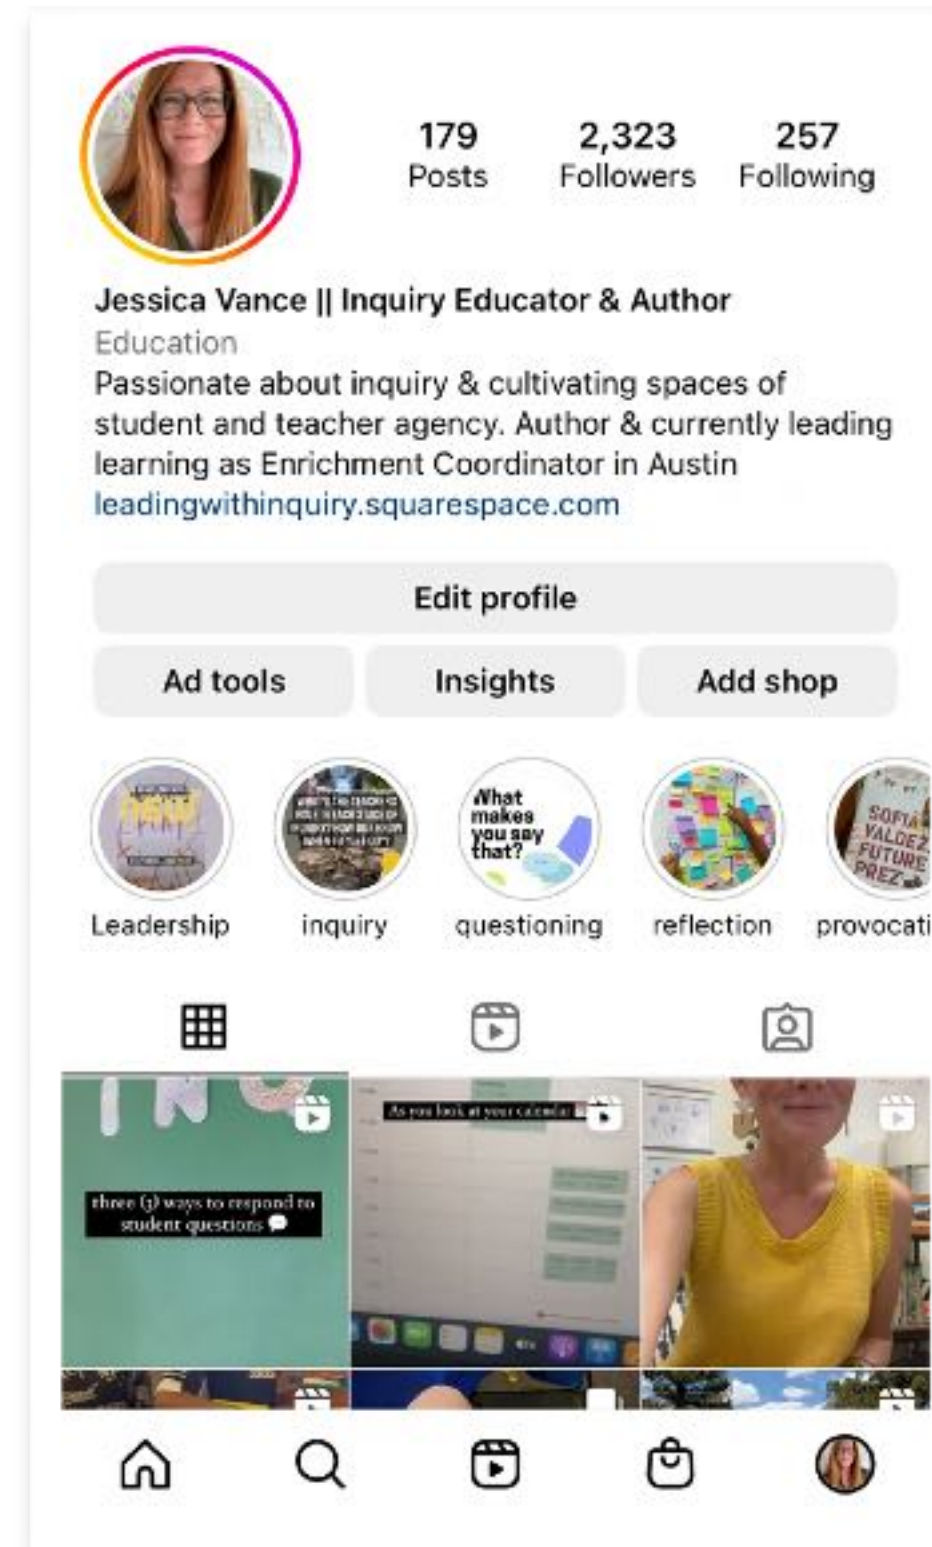 179
2,323
257
Posts
Followers
Following
Jessica Vance || Inquiry Educator & Author
Education
Passionate about inquiry & cultivating spaces of
student and teacher agency. Author & currently leading
learning as Enrichment Coordinator in Austin
leadingwithinquiry.squarespace.com
Edit profile
Ad tools
Insights
Add shop
What
makes
you say
that?
SOFIA
VALDEZ,
FUTURE
PREZ
Leadership
inquiry
questioning
reflection
provocati
ING
As you look at your calendar
three (3) ways to respond to
student questions 💬